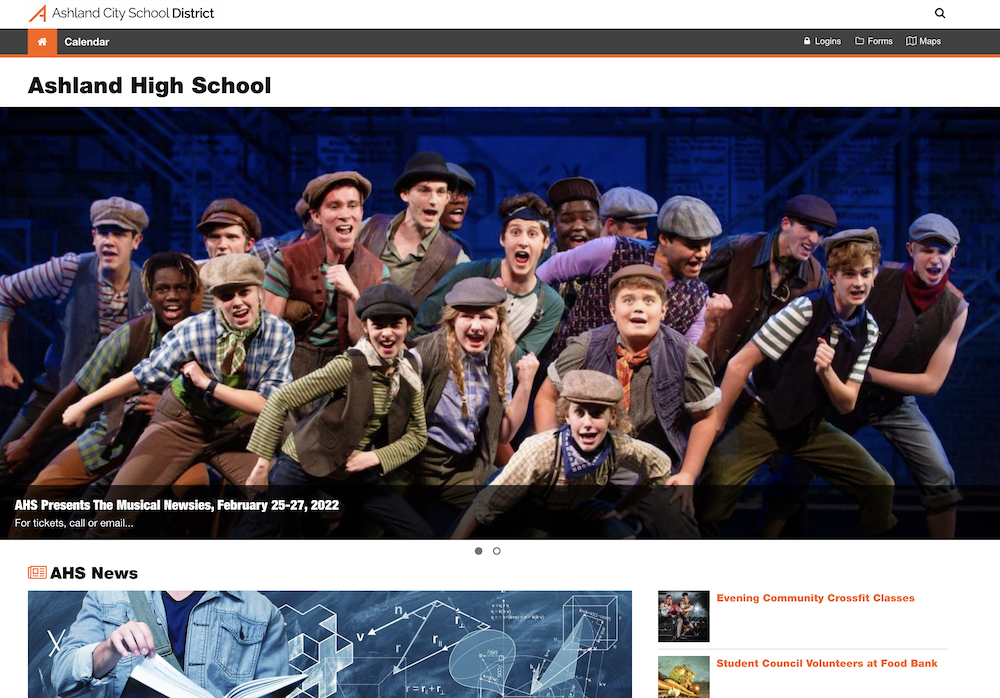 Ashland City School District
Calendar
Logins
Forms
Maps
Ashland High School
AHS Presents The Musical Newsies, February 25-27, 2022
For tickets, call or email...
AHS News
Evening Community Crossfit Classes
n
r⊥
v
r
r||
r = r|| + r⊥
Student Council Volunteers at Food Bank